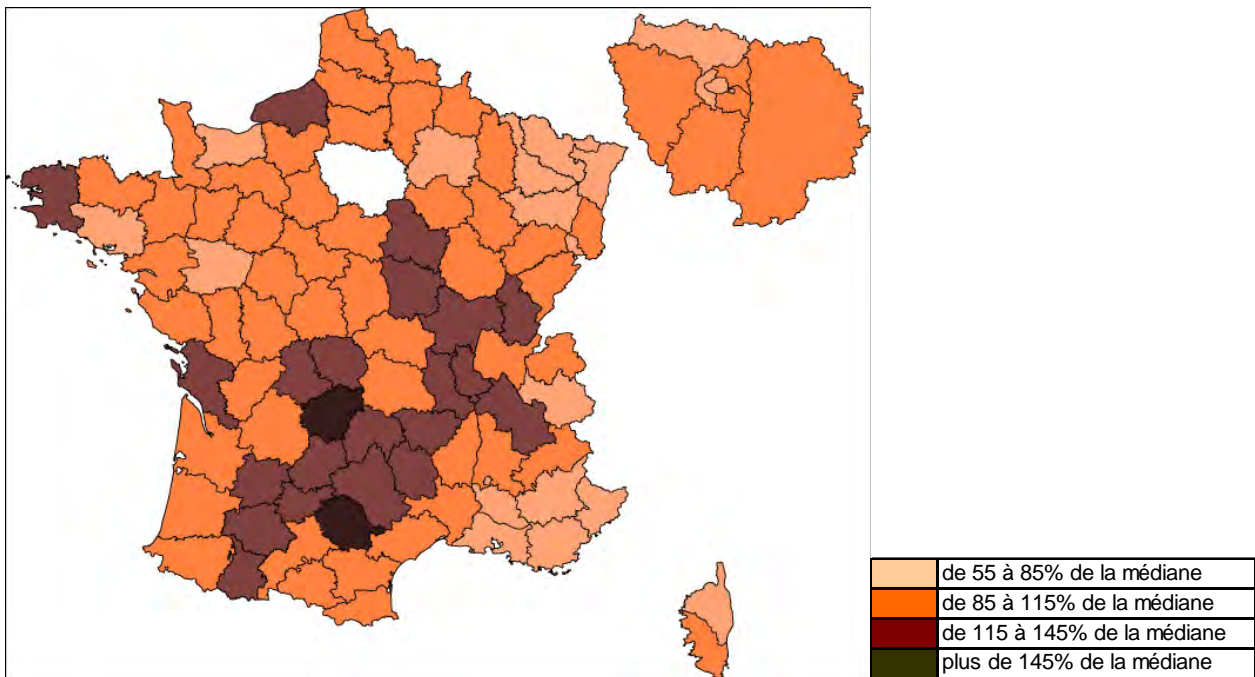 de 55 à 85% de la médiane
de 85 à 115% de la médiane
de 115 à 145% de la médiane
plus de 145% de la médiane